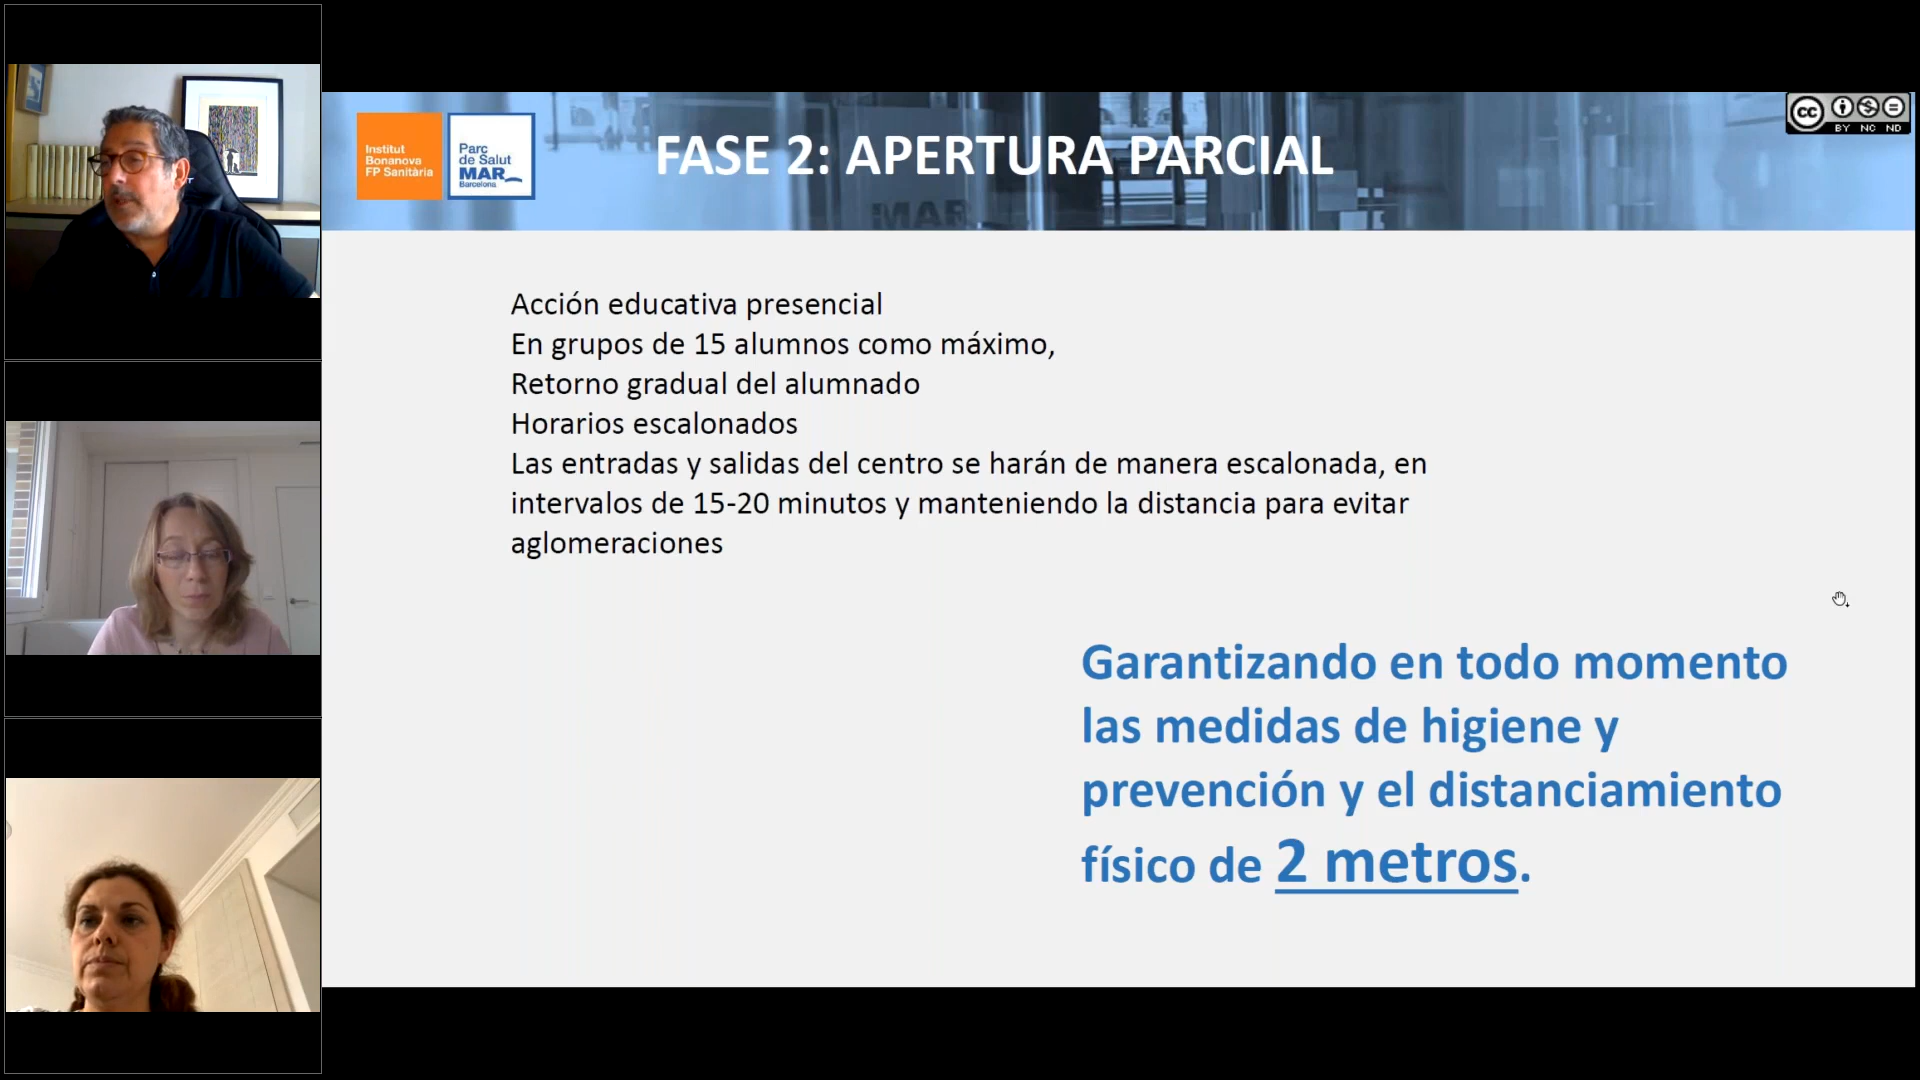 Institut
Bonanova
FP Sanitària
Parc
de Salut
MAR
Barcelona
FASE 2: APERTURA PARCIAL
MAR
cc
BY NC ND
Acción educativa presencial
En grupos de 15 alumnos como máximo,
Retorno gradual del alumnado
Horarios escalonados
Las entradas y salidas del centro se harán de manera escalonada, en
intervalos de 15-20 minutos y manteniendo la distancia para evitar
aglomeraciones
Garantizando en todo momento
las medidas de higiene y
prevención y el distanciamiento
físico de 2 metros.